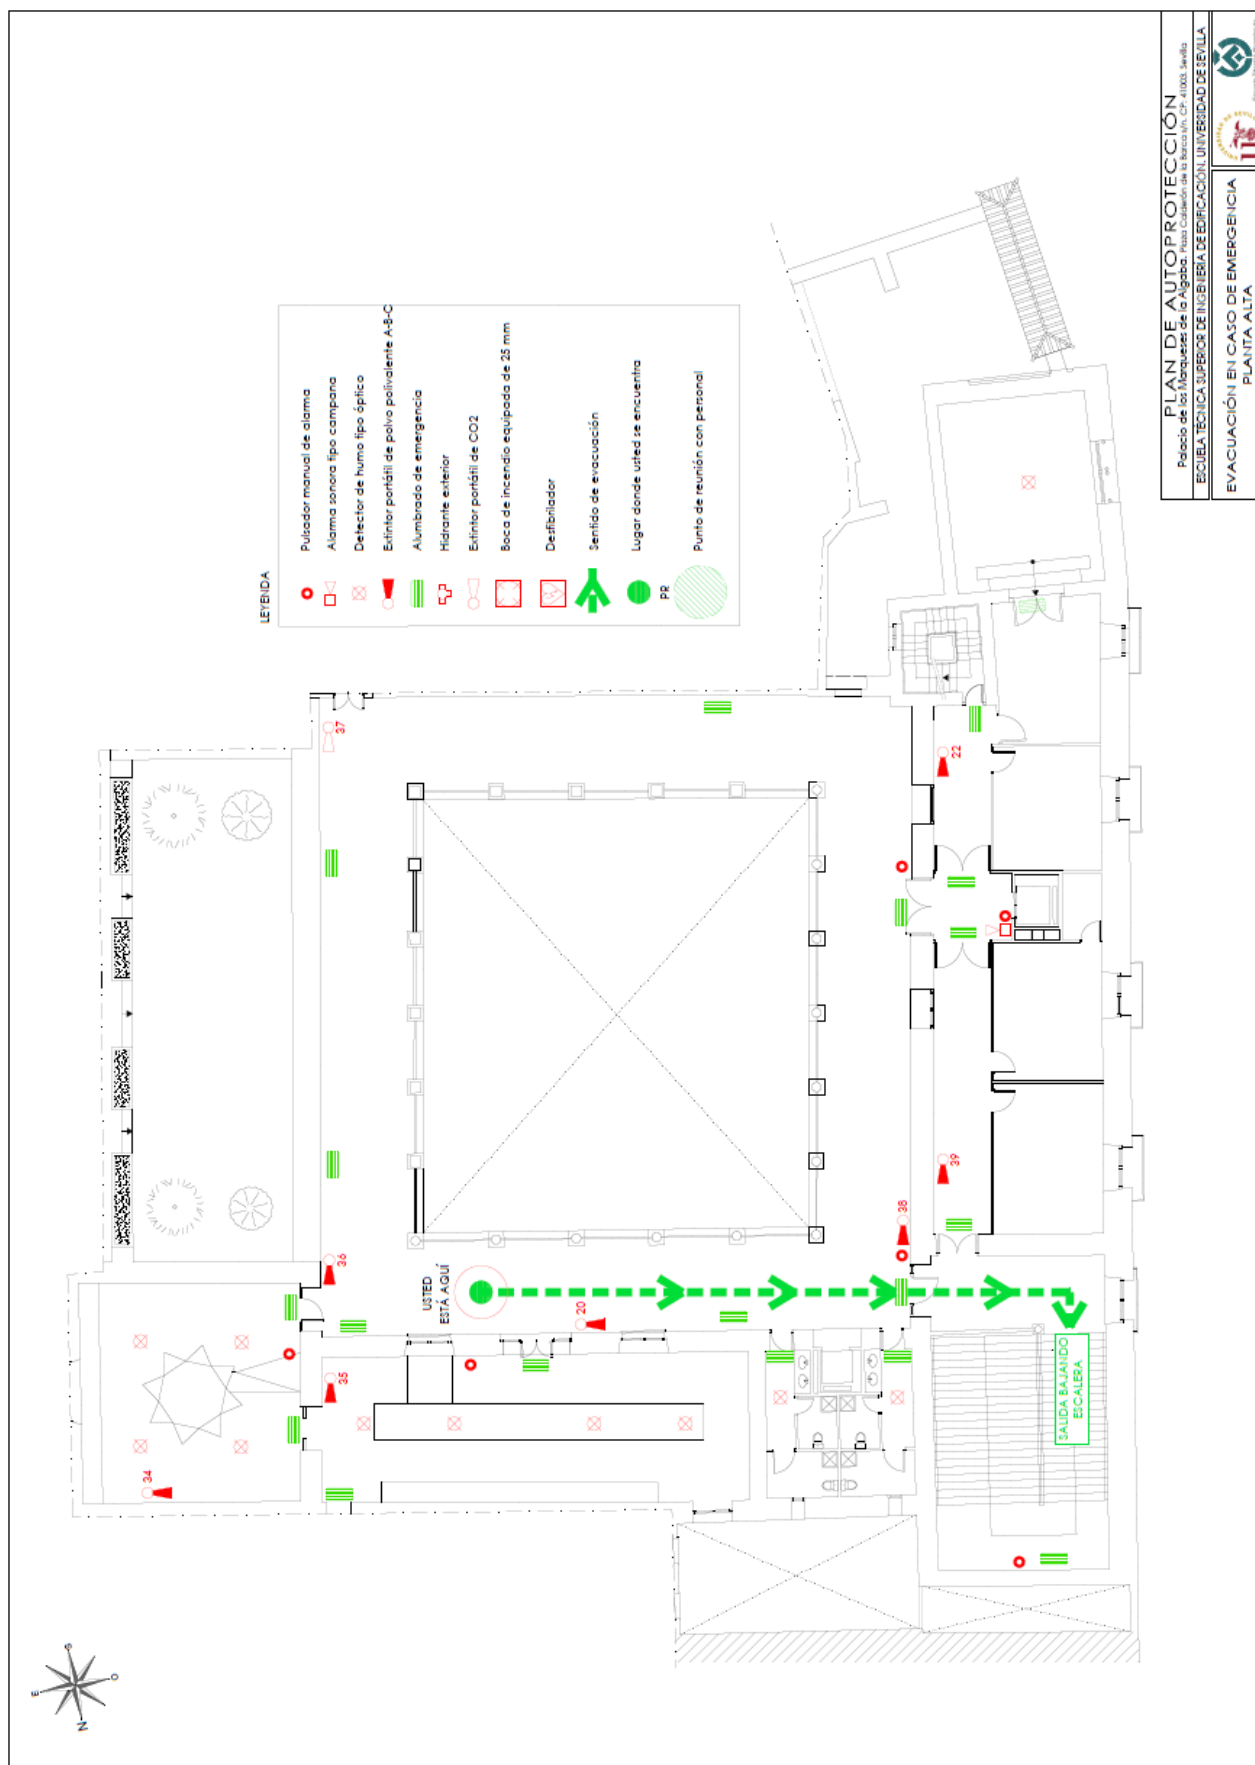 PLAN DE AUTOPROTECCIÓN
Palacio de los Marqueses de la Algaba. Plaza Calderón de la Barca s/n. CP: 41003. Sevilla
ESCUELA TÉCNICA SUPERIOR DE INGENIERÍA DE EDIFICACIÓN. UNIVERSIDAD DE SEVILLA
EVACUACIÓN EN CASO DE EMERGENCIA
PLANTA ALTA
LEYENDA
Pulsador manual de alarma
Alarma sonora tipo campana
Detector de humo tipo óptico
Extintor portátil de polvo polivalente A-B-C
Alumbrado de emergencia
Hidrante exterior
Extintor portátil de CO2
Boca de incendio equipada de 25 mm
Desfibrilador
Sentido de evacuación
Lugar donde usted se encuentra
PR
Punto de reunión con personal
37
22
39
38
36
USTED
ESTÁ AQUÍ
20
35
34
SALIDA BAJANDO
ESCALERA
N
S
E
O